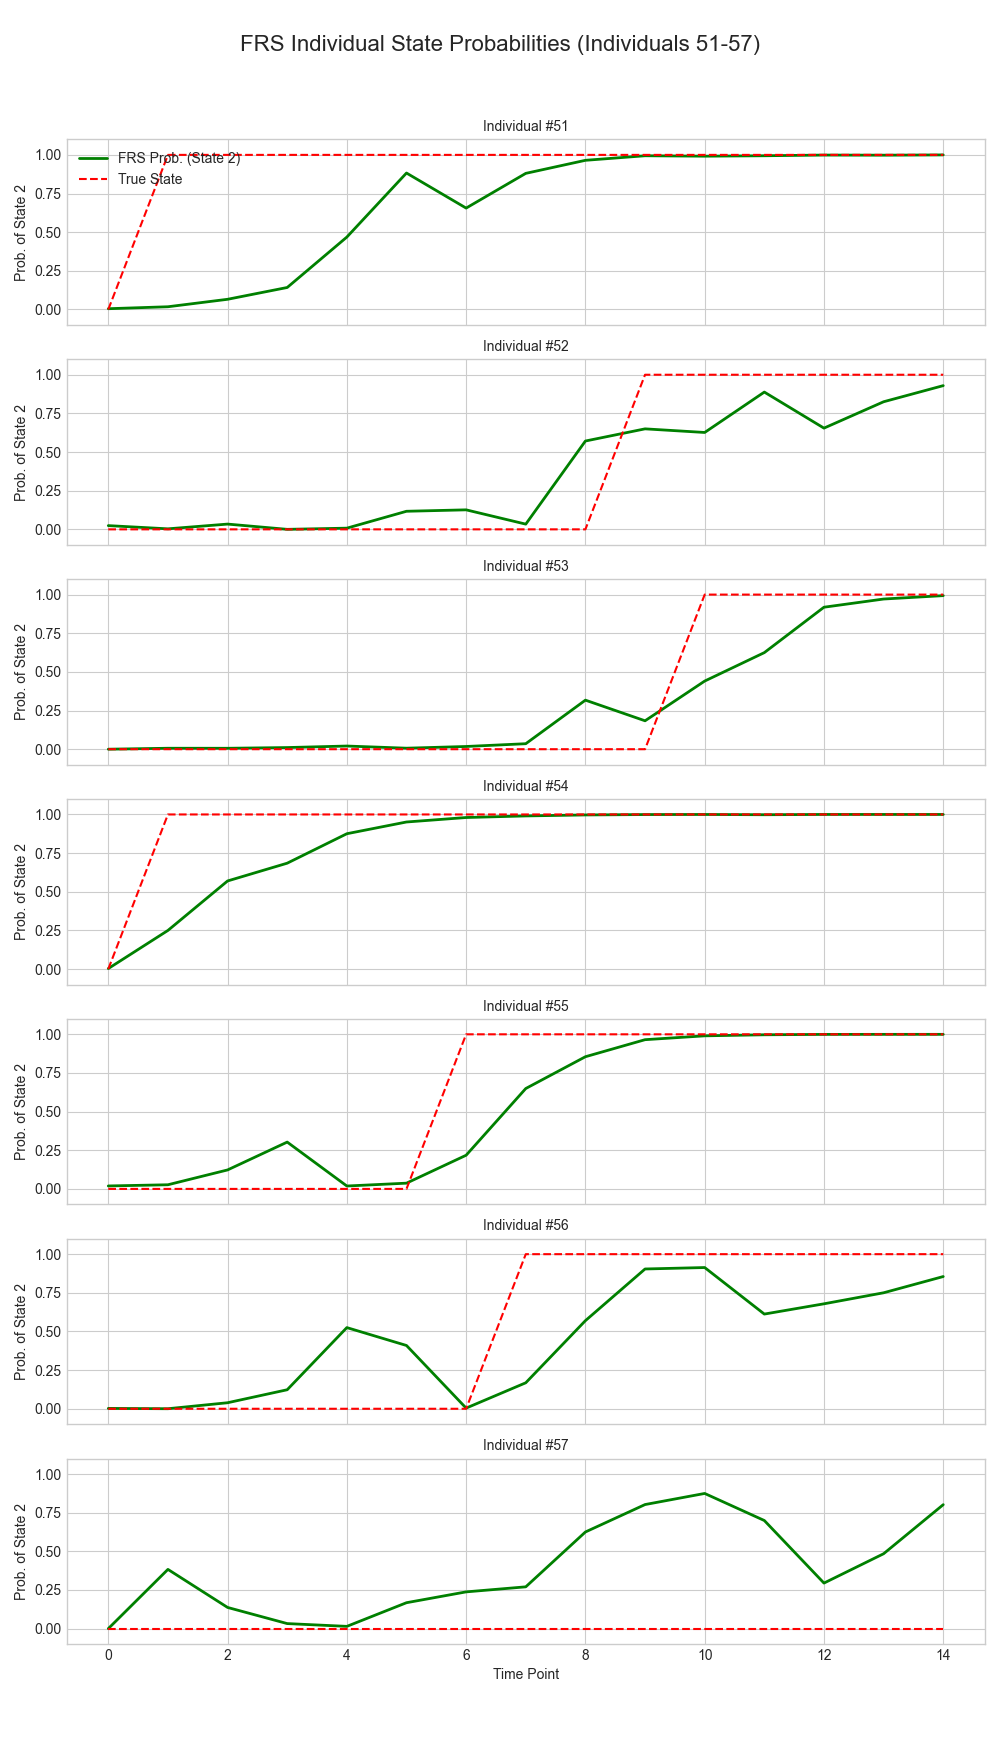 FRS Individual State Probabilities (Individuals 51-57)
Individual #51
FRS Prob. (State 2)
True State
Prob. of State 2
1.00
0.75
0.50
0.25
0.00
Individual #52
Prob. of State 2
1.00
0.75
0.50
0.25
0.00
Individual #53
Prob. of State 2
1.00
0.75
0.50
0.25
0.00
Individual #54
Prob. of State 2
1.00
0.75
0.50
0.25
0.00
Individual #55
Prob. of State 2
1.00
0.75
0.50
0.25
0.00
Individual #56
Prob. of State 2
1.00
0.75
0.50
0.25
0.00
Individual #57
Prob. of State 2
1.00
0.75
0.50
0.25
0.00
0 2 4 6 8 10 12 14
Time Point